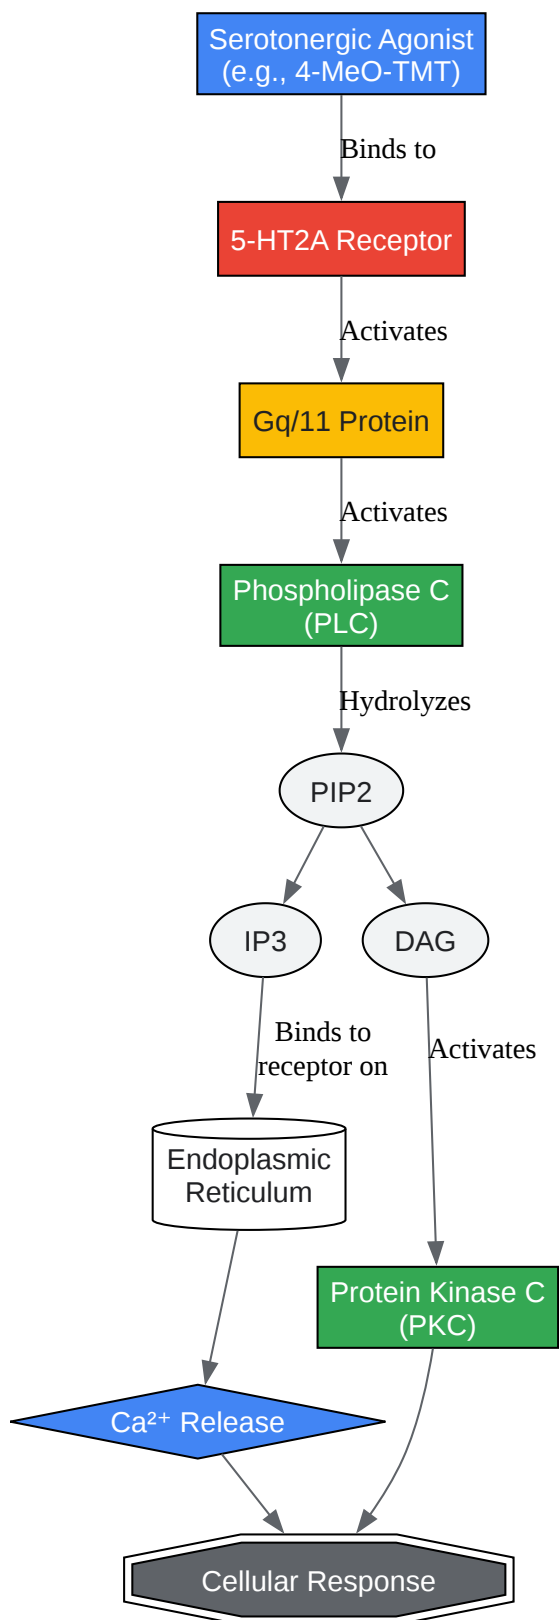 Serotonergic Agonist
(e.g., 4-MeO-TMT)
Binds to
5-HT2A Receptor
Activates
Gq/11 Protein
Activates
Phospholipase C
(PLC)
Hydrolyzes
PIP2
IP3
DAG
Binds to
receptor on
Activates
Endoplasmic
Reticulum
Protein Kinase C
(PKC)
Ca²⁺ Release
Cellular Response